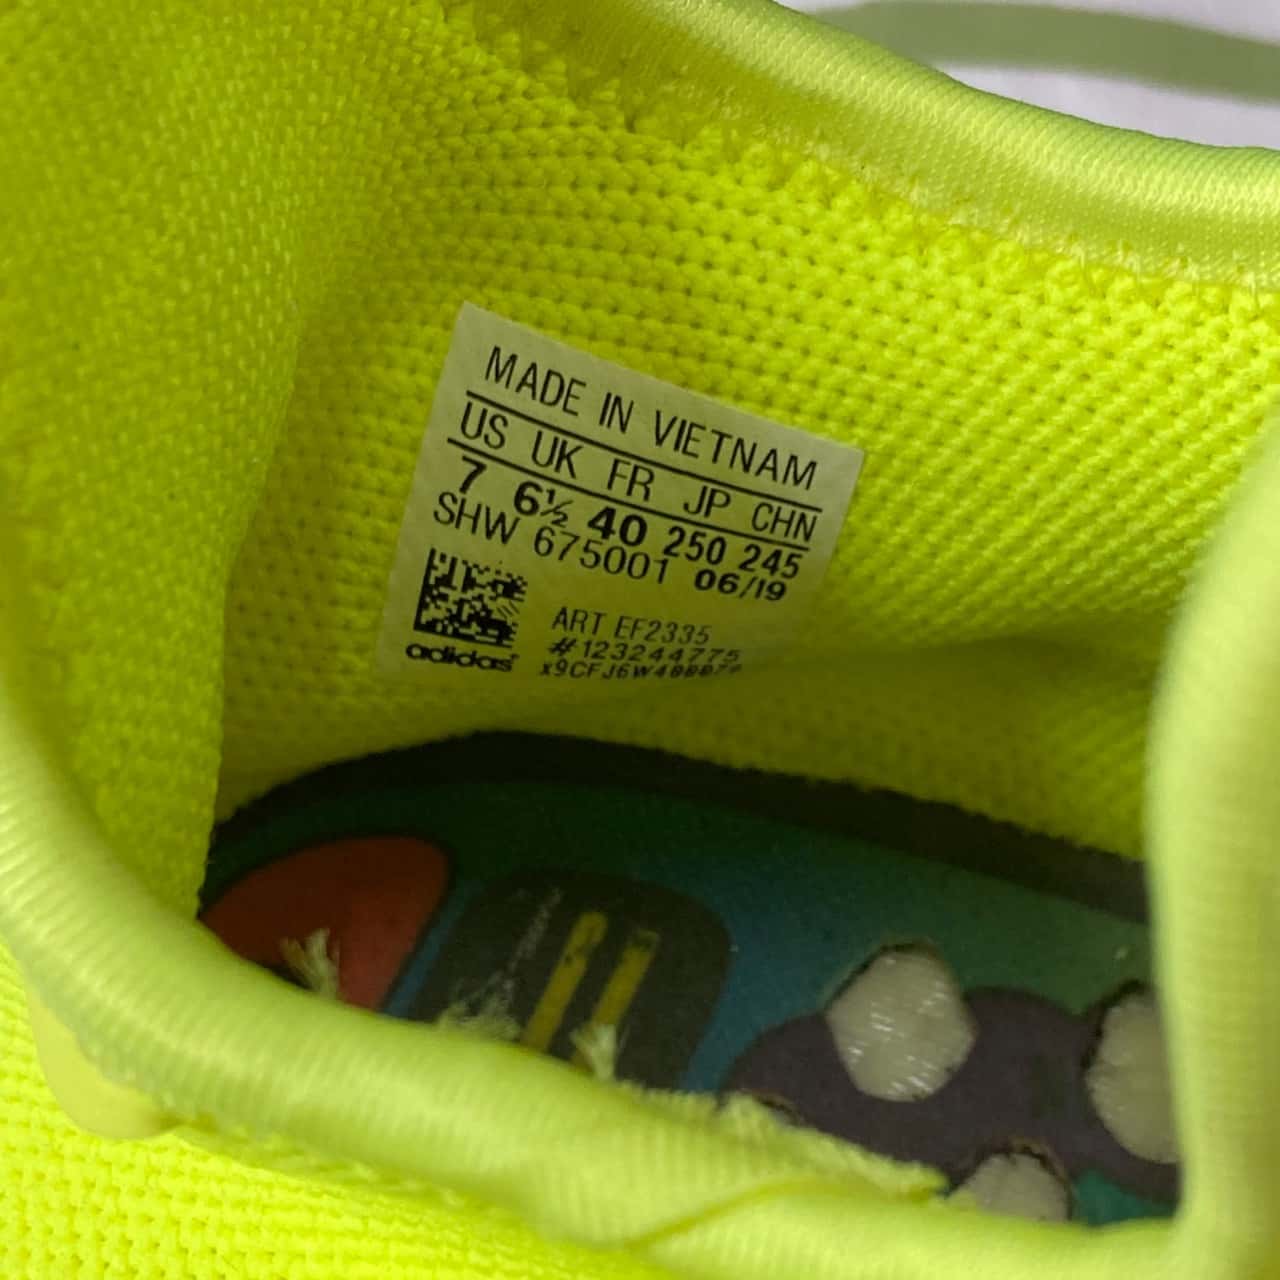 MADE IN VIETNAM
US UK FR JP CHN
7 6½ 40 250 245
SHW 675001 06/19
ART EF2335
#123244775
adidas